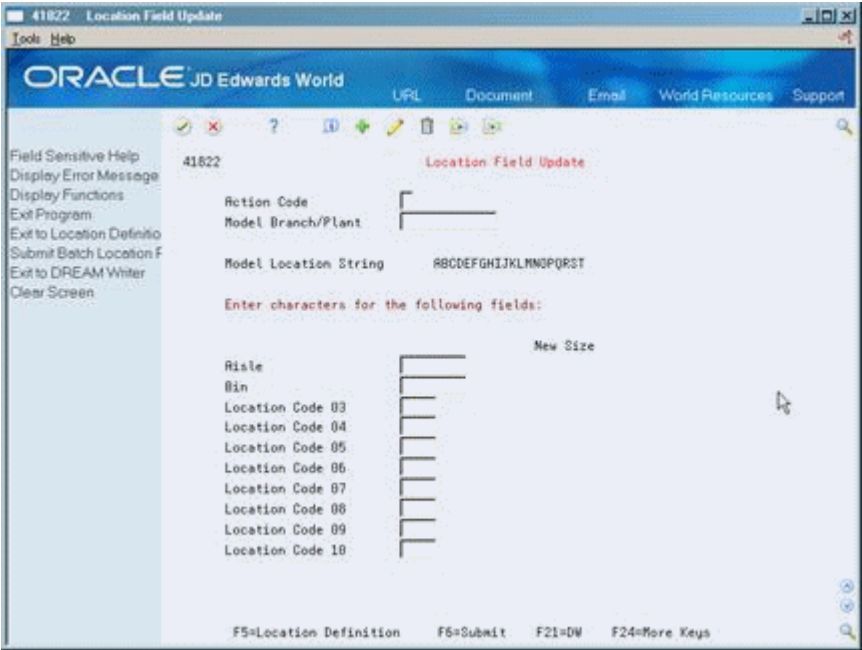 41822 Location Field Update
Tools Help
ORACLE JD Edwards World
URL Document Email World Resources Support
Field Sensitive Help
Display Error Message
Display Functions
Exit Program
Exit to Location Definitio
Submit Batch Location F
Exit to DREAM Writer
Clear Screen
41822 Location Field Update
Action Code
Model Branch/Plant
Model Location String ABCDEFGHIJKLMNOPQRST
Enter characters for the following fields:
New Size
Aisle
Bin
Location Code 03
Location Code 04
Location Code 05
Location Code 06
Location Code 07
Location Code 08
Location Code 09
Location Code 10
F5=Location Definition F6=Submit F21=DW F24=More Keys